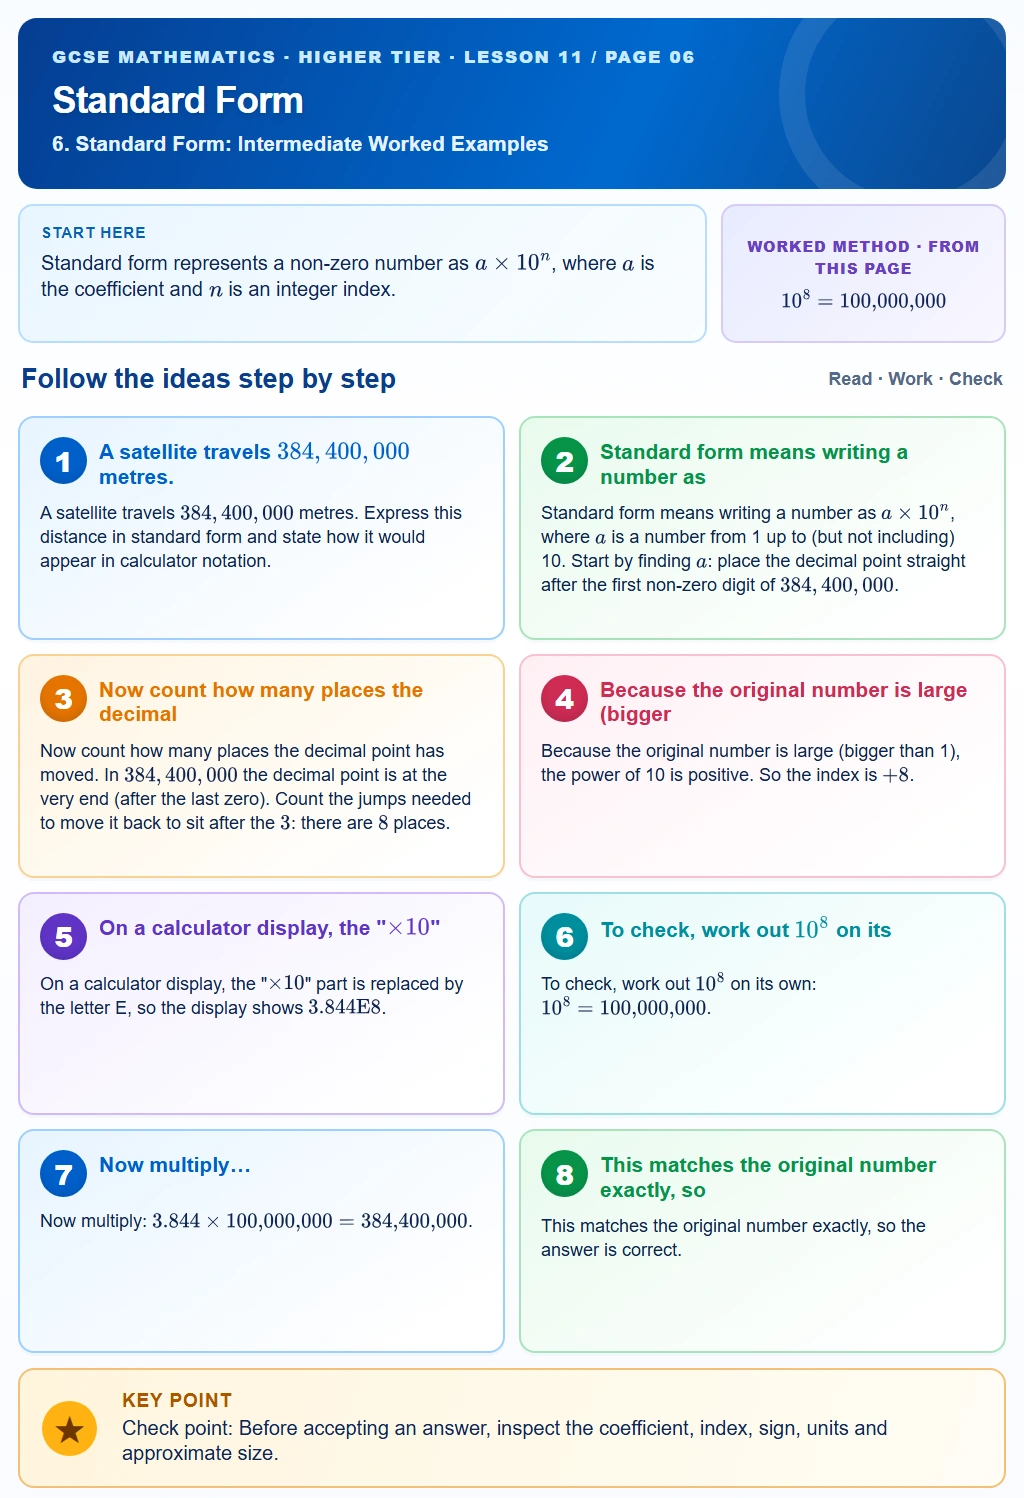 GCSE MATHEMATICS · HIGHER TIER · LESSON 11 / PAGE 06
Standard Form
6. Standard Form: Intermediate Worked Examples
START HERE
Standard form represents a non-zero number as a × 10ⁿ, where a is
the coefficient and n is an integer index.
WORKED METHOD · FROM
THIS PAGE
10⁸ = 100,000,000
Follow the ideas step by step
Read · Work · Check
1
A satellite travels 384, 400, 000
metres.
A satellite travels 384, 400, 000 metres. Express this
distance in standard form and state how it would
appear in calculator notation.
2
Standard form means writing a
number as
Standard form means writing a number as a × 10ⁿ,
where a is a number from 1 up to (but not including)
10. Start by finding a: place the decimal point straight
after the first non-zero digit of 384, 400, 000.
3
Now count how many places the
decimal
Now count how many places the decimal point has
moved. In 384, 400, 000 the decimal point is at the
very end (after the last zero). Count the jumps needed
to move it back to sit after the 3: there are 8 places.
4
Because the original number is large
(bigger
Because the original number is large (bigger than 1),
the power of 10 is positive. So the index is +8.
5
On a calculator display, the "×10"
On a calculator display, the "×10" part is replaced by
the letter E, so the display shows 3.844E8.
6
To check, work out 10⁸ on its
To check, work out 10⁸ on its own:
10⁸ = 100,000,000.
7
Now multiply…
Now multiply: 3.844 × 100,000,000 = 384,400,000.
8
This matches the original number
exactly, so
This matches the original number exactly, so the
answer is correct.
KEY POINT
Check point: Before accepting an answer, inspect the coefficient, index, sign, units and
approximate size.